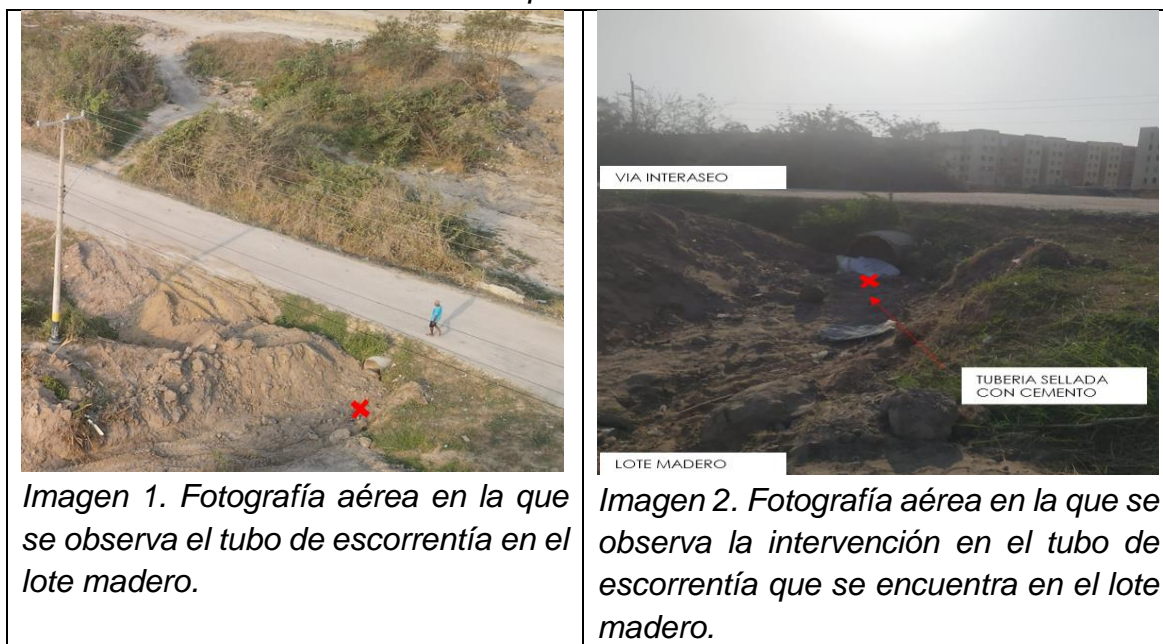 VIA INTERASEO
TUBERIA SELLADA
CON CEMENTO
LOTE MADERO
Imagen 1. Fotografía aérea en la que
se observa el tubo de escorrentía en el
lote madero.
Imagen 2. Fotografía aérea en la que se
observa la intervención en el tubo de
escorrentía que se encuentra en el lote
madero.